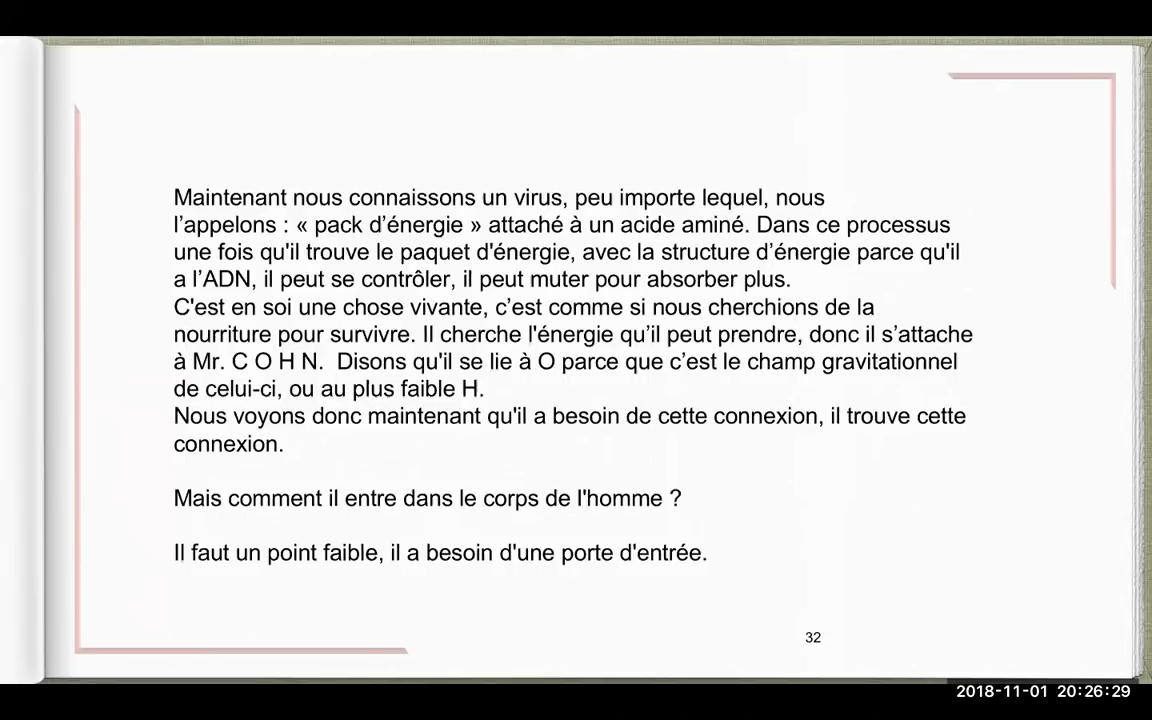 Maintenant nous connaissons un virus, peu importe lequel, nous
l’appelons : « pack d’énergie » attaché à un acide aminé. Dans ce processus
une fois qu'il trouve le paquet d'énergie, avec la structure d’énergie parce qu'il
a l’ADN, il peut se contrôler, il peut muter pour absorber plus.
C'est en soi une chose vivante, c’est comme si nous cherchions de la
nourriture pour survivre. Il cherche l'énergie qu’il peut prendre, donc il s’attache
à Mr. C O H N.  Disons qu'il se lie à O parce que c’est le champ gravitationnel
de celui-ci, ou au plus faible H.
Nous voyons donc maintenant qu'il a besoin de cette connexion, il trouve cette
connexion.
Mais comment il entre dans le corps de l'homme ?
Il faut un point faible, il a besoin d'une porte d'entrée.
32
2018-11-01 20:26:29